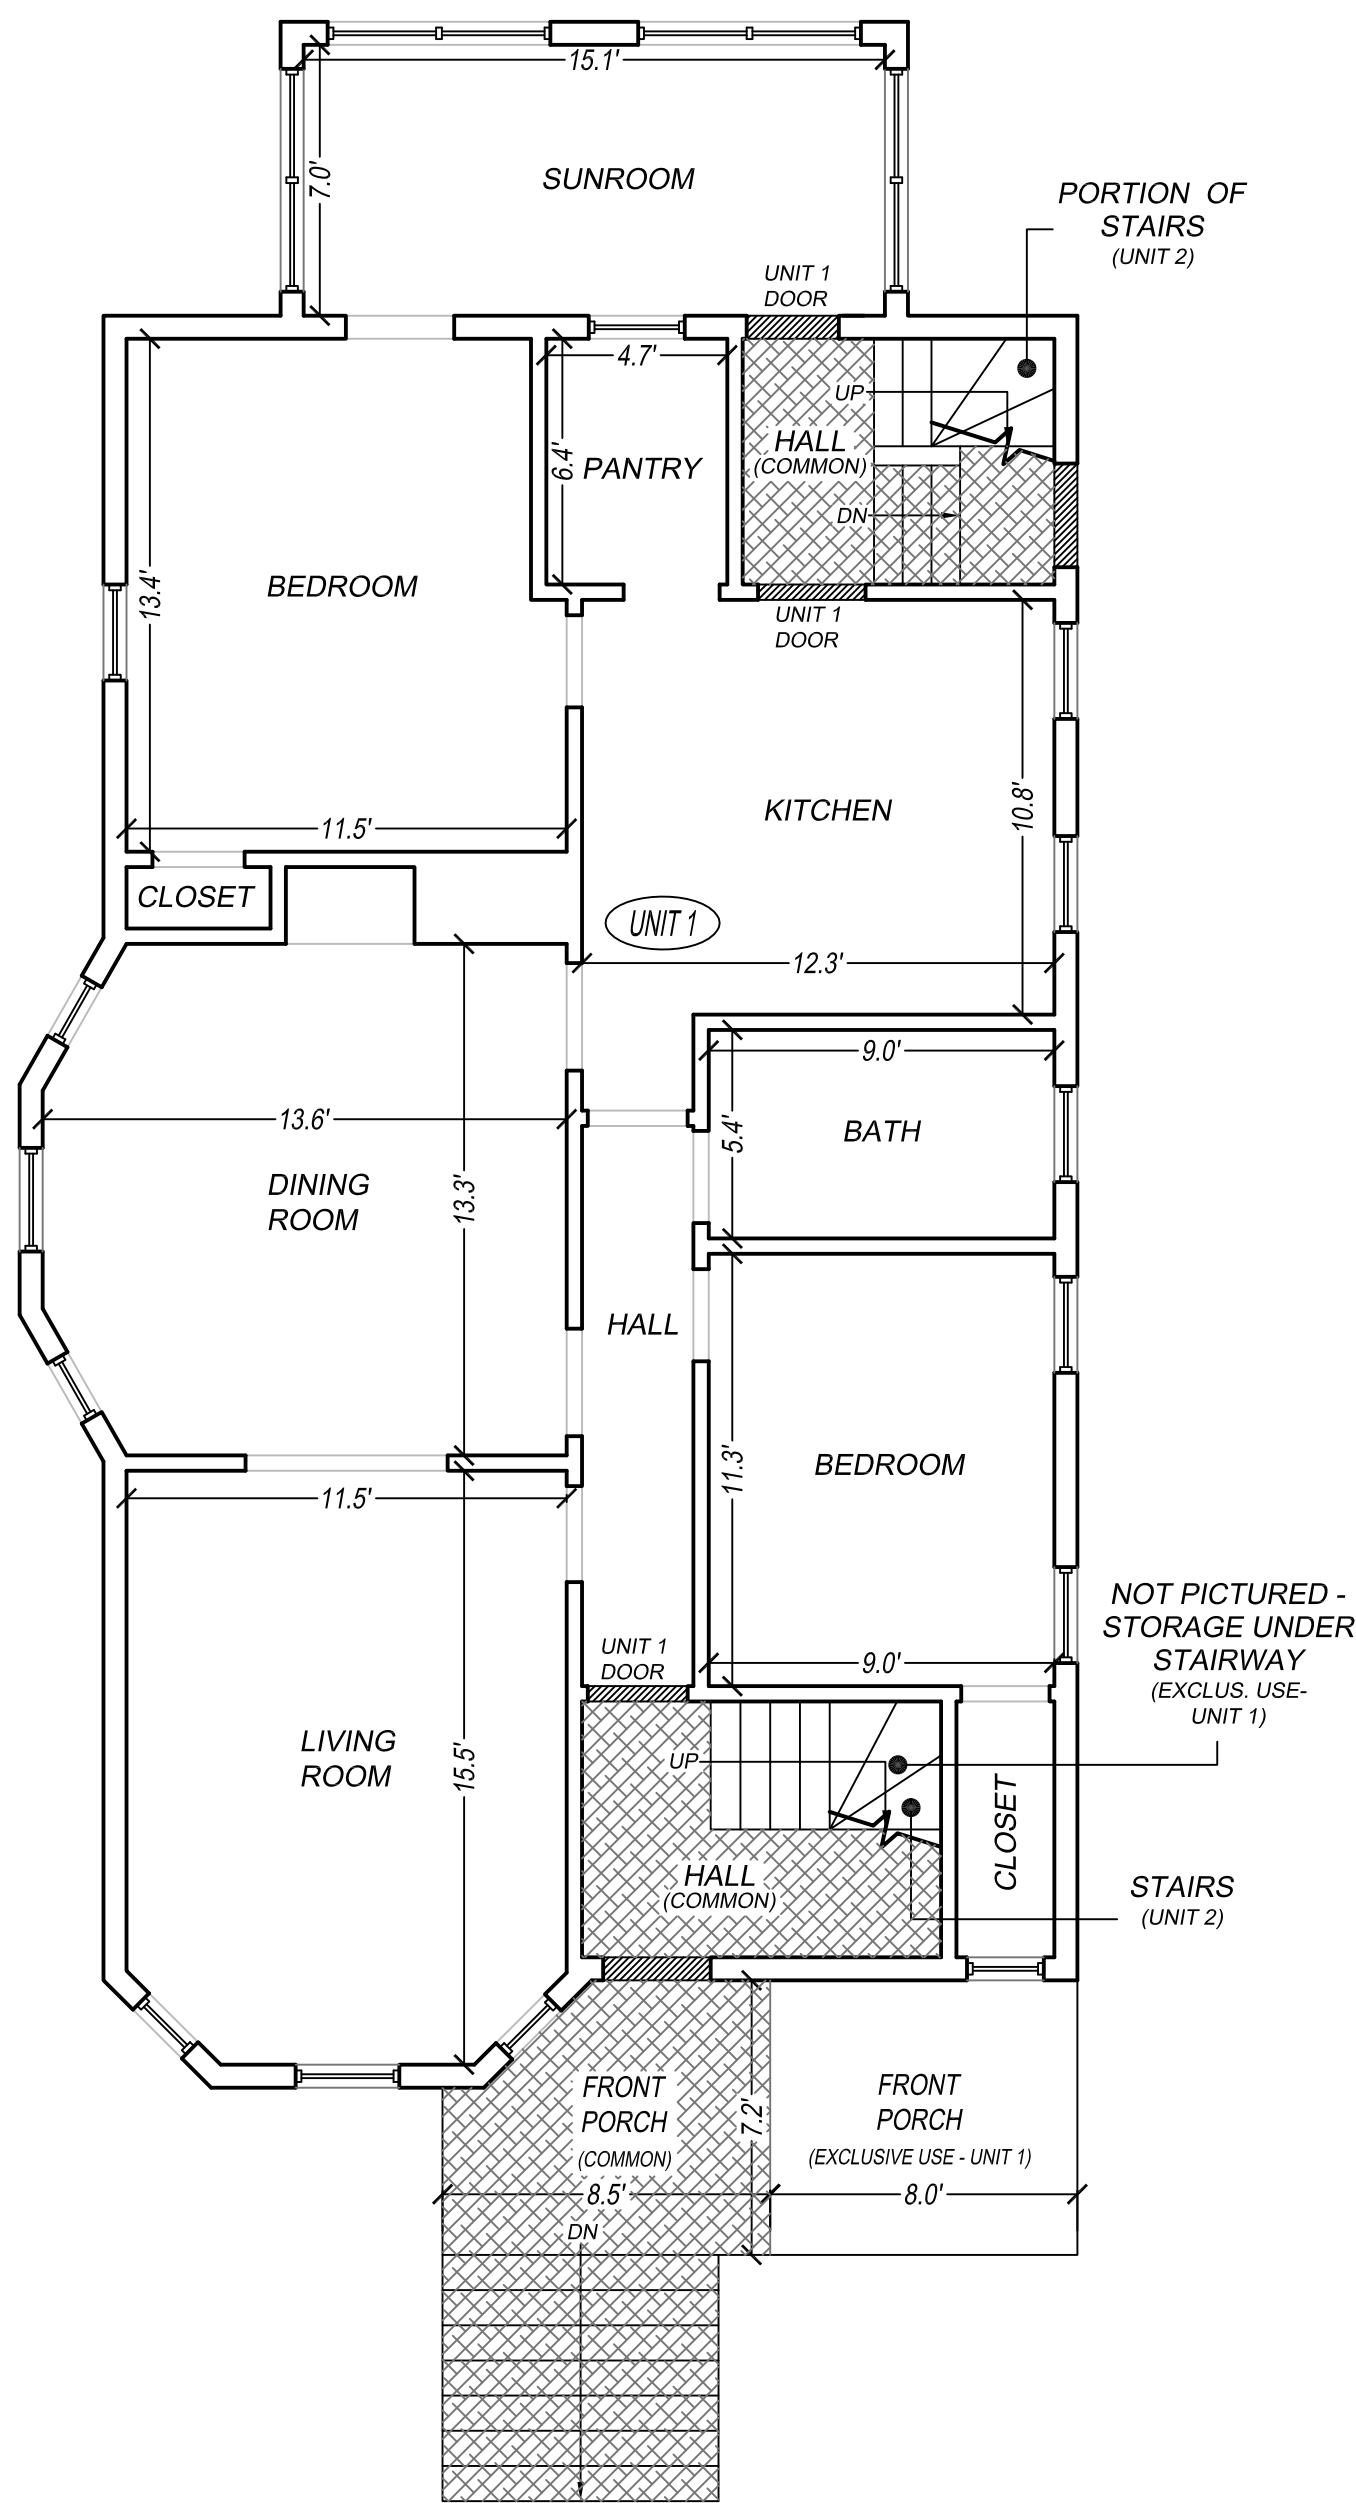 15.1'
7.0'
SUNROOM
PORTION OF
STAIRS
(UNIT 2)
UNIT 1
DOOR
4.7'
UP
HALL
(COMMON)
6.4'
PANTRY
DN
13.4'
BEDROOM
UNIT 1
DOOR
10.8'
KITCHEN
11.5'
CLOSET
UNIT 1
12.3'
9.0'
13.6'
5.4'
BATH
DINING
ROOM
13.3'
HALL
11.3'
BEDROOM
11.5'
NOT PICTURED -
STORAGE UNDER
STAIRWAY
(EXCLUS. USE-
UNIT 1)
UNIT 1
DOOR
9.0'
LIVING
ROOM
15.5'
UP
CLOSET
HALL
(COMMON)
STAIRS
(UNIT 2)
FRONT
PORCH
(COMMON)
7.2'
FRONT
PORCH
(EXCLUSIVE USE - UNIT 1)
8.5'
8.0'
DN